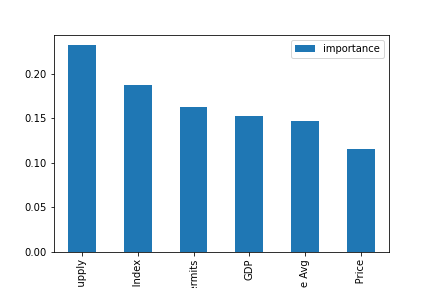 importance
0.20
0.15
0.10
0.05
0.00
upply
Index
ermits
GDP
e Avg
Price